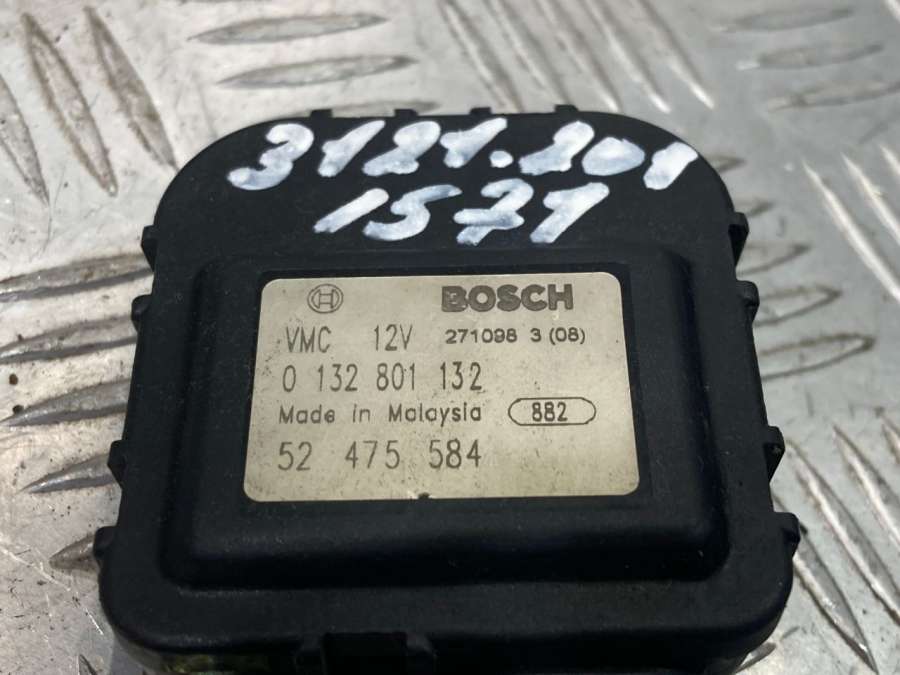 3121.201
1571
BOSCH
VMC 12V 271098 3 (08)
0 132 801 132
Made in Malaysia 882
52 475 584